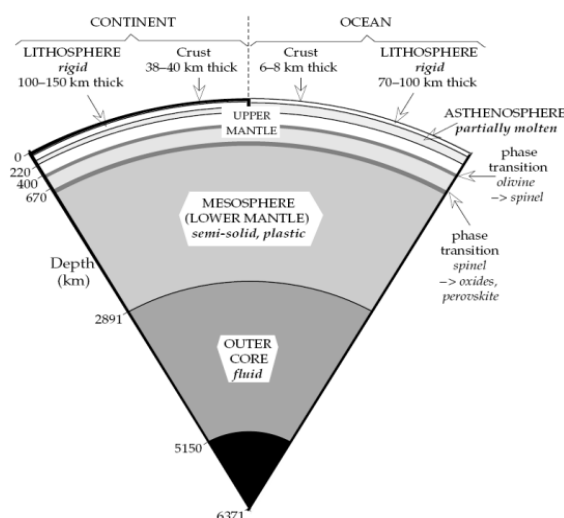 CONTINENT
OCEAN
LITHOSPHERE
rigid
100–150 km thick
Crust
38–40 km thick
Crust
6–8 km thick
LITHOSPHERE
rigid
70–100 km thick
UPPER
MANTLE
ASTHENOSPHERE
partially molten
0
220
400
670
phase
transition
olivine
–> spinel
MESOSPHERE
(LOWER MANTLE)
semi-solid, plastic
phase
transition
spinel
–> oxides,
perovskite
Depth
(km)
2891
OUTER
CORE
fluid
5150
6371